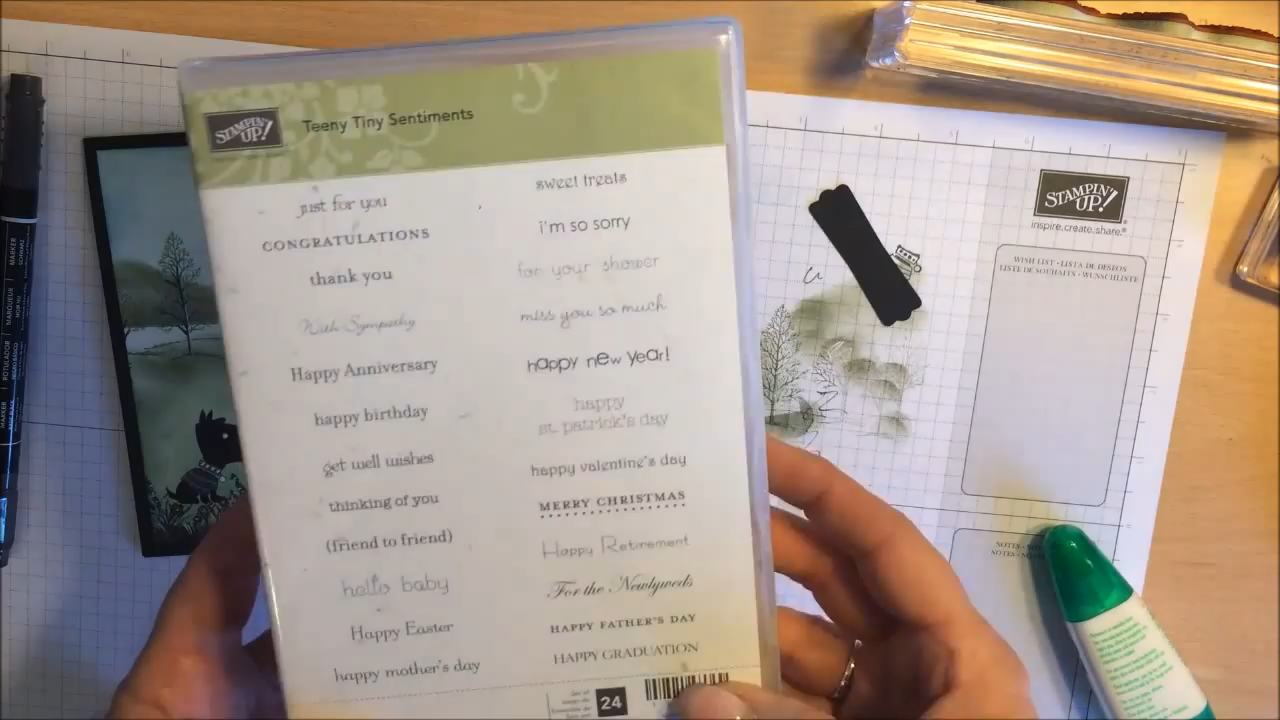 STAMPIN' UP!
Teeny Tiny Sentiments
just for you
CONGRATULATIONS
thank you
With Sympathy
Happy Anniversary
happy birthday
get well wishes
thinking of you
(friend to friend)
hello baby
Happy Easter
happy mother's day
sweet treats
i'm so sorry
for your shower
miss you so much
happy new year!
happy
st. patrick's day
happy valentine's day
MERRY CHRISTMAS
Happy Retirement
For the Newlyweds
HAPPY FATHER'S DAY
HAPPY GRADUATION
24
STAMPIN' UP!®
inspire.create.share.®
WISH LIST • LISTA DE DESEOS
LISTE DE SOUHAITS • WUNSCHLISTE
NOTES
MARKER
MARQUEUR
ROTULADOR
MARKER